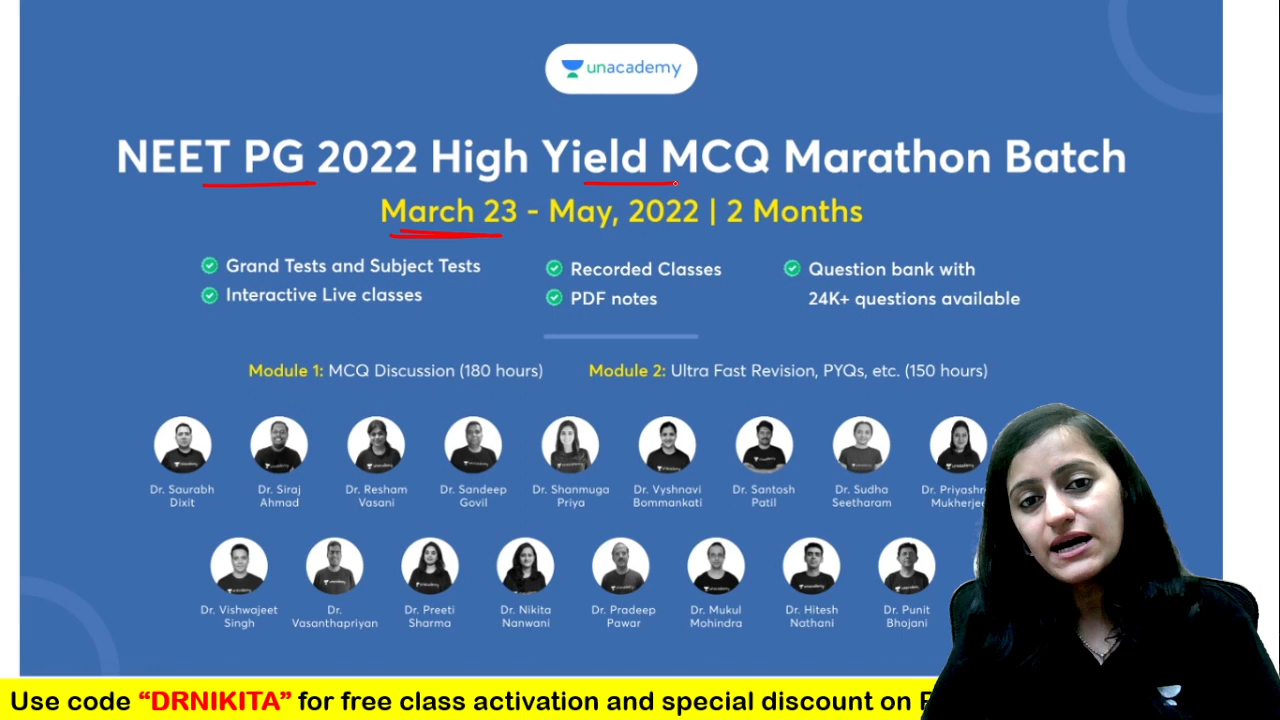 unacademy
NEET PG 2022 High Yield MCQ Marathon Batch
March 23 - May, 2022 | 2 Months
Grand Tests and Subject Tests
Interactive Live classes
Recorded Classes
PDF notes
Question bank with
24K+ questions available
Module 1: MCQ Discussion (180 hours)
Module 2: Ultra Fast Revision, PYQs, etc. (150 hours)
Dr. Saurabh
Dixit
Dr. Siraj
Ahmad
Dr. Resham
Vasani
Dr. Sandeep
Govil
Dr. Shanmuga
Priya
Dr. Vyshnavi
Bommankati
Dr. Santosh
Patil
Dr. Sudha
Seetharam
Dr.
Mukherjee
Dr. Vishwajeet
Singh
Dr.
Vasanthapriyan
Dr. Preeti
Sharma
Dr. Nikita
Nanwani
Dr. Pradeep
Pawar
Dr. Mukul
Mohindra
Dr. Hitesh
Nathani
Dr. Punit
Bhojani
Use code “DRNIKITA” for free class activation and special discount on